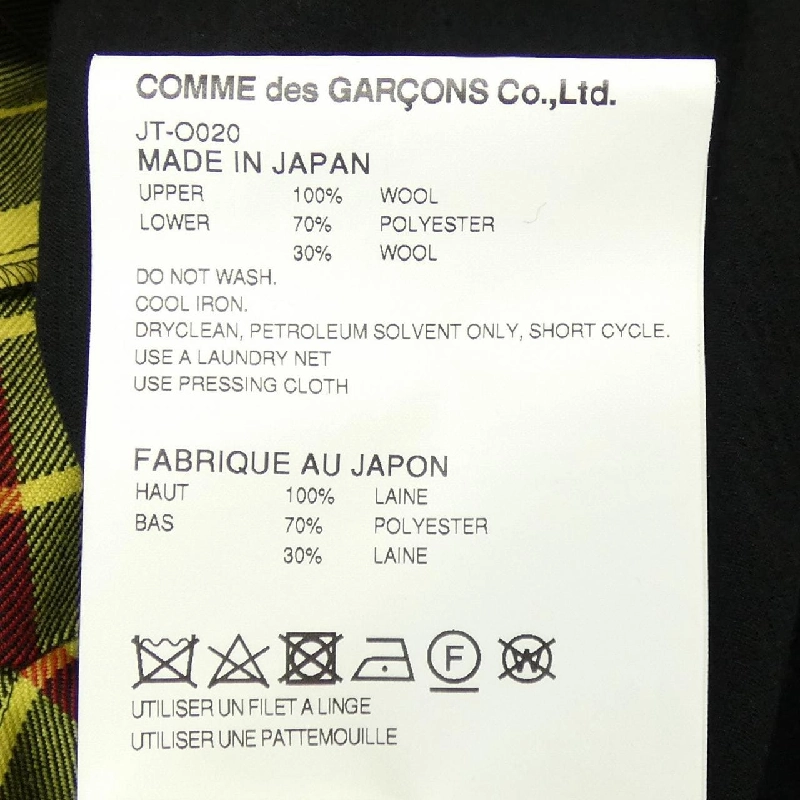 COMME des GARÇONS Co.,Ltd.
JT-O020
MADE IN JAPAN
UPPER 100% WOOL
LOWER 70% POLYESTER
30% WOOL
DO NOT WASH.
COOL IRON.
DRYCLEAN, PETROLEUM SOLVENT ONLY, SHORT CYCLE.
USE A LAUNDRY NET
USE PRESSING CLOTH
FABRIQUE AU JAPON
HAUT 100% LAINE
BAS 70% POLYESTER
30% LAINE
F W
UTILISER UN FILET A LINGE
UTILISER UNE PATTEMOUILLE